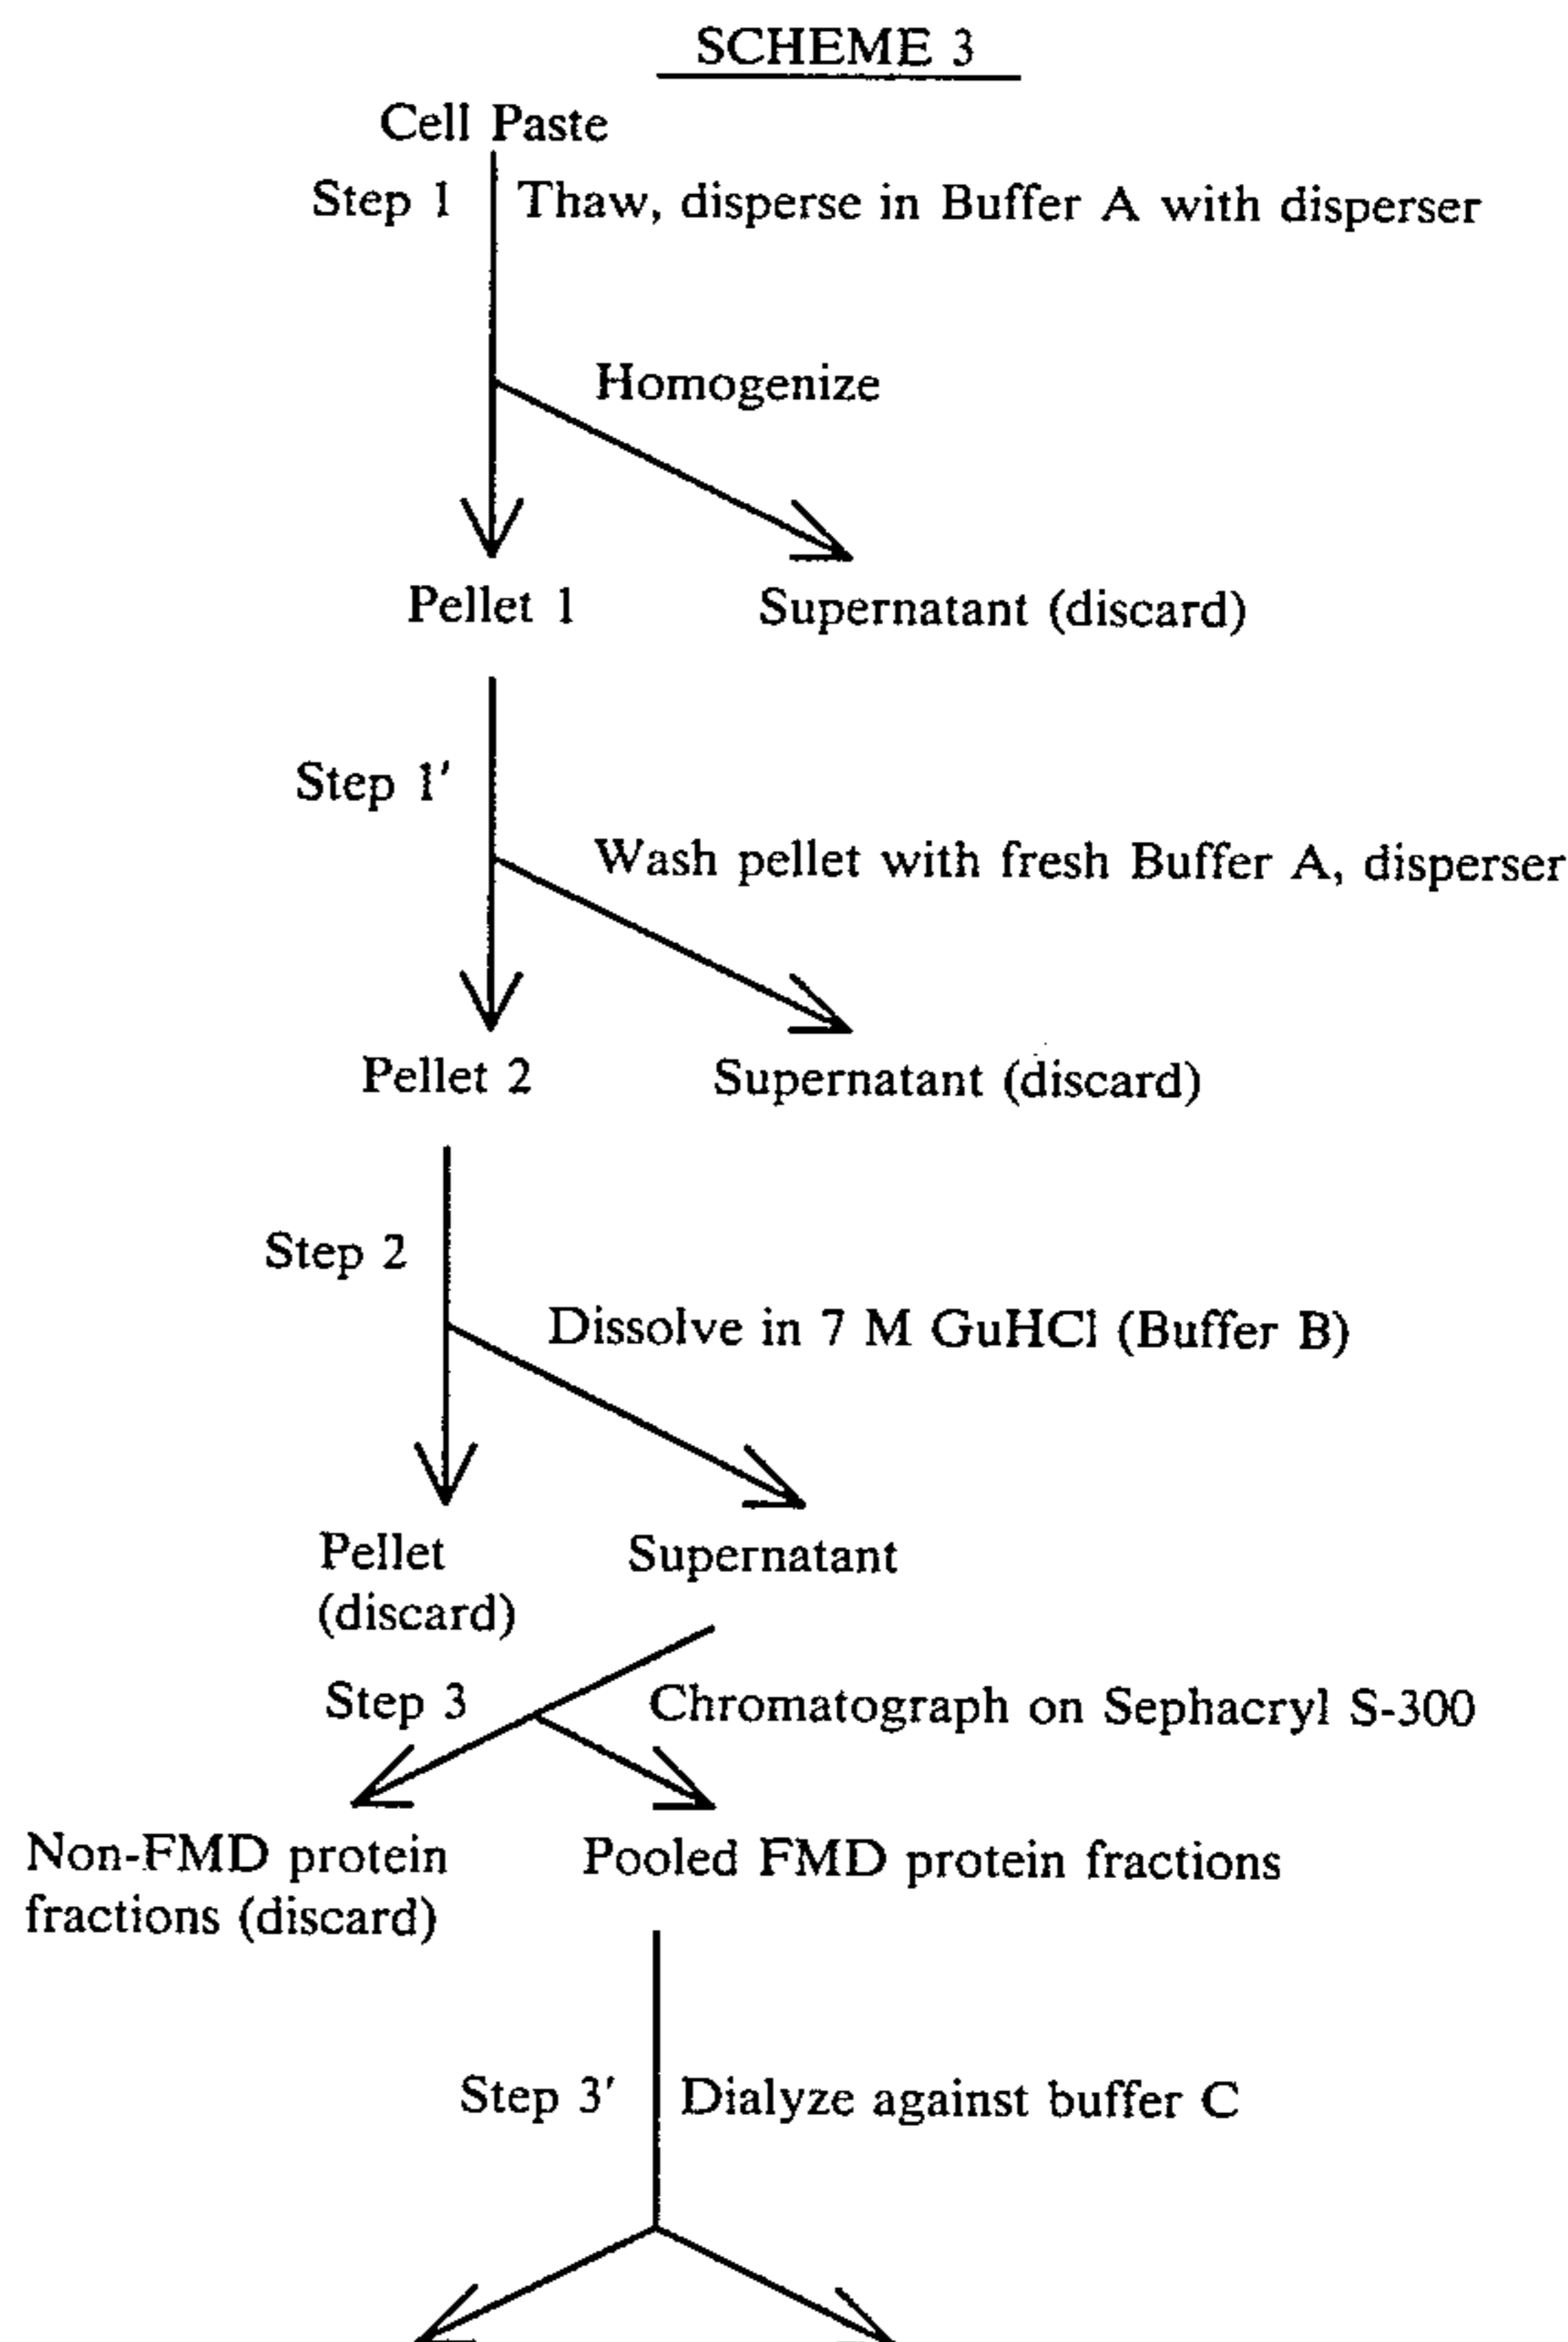 SCHEME 3
Cell Paste
Step 1 Thaw, disperse in Buffer A with disperser
Homogenize
Pellet 1 Supernatant (discard)
Step 1'
Wash pellet with fresh Buffer A, disperser
Pellet 2 Supernatant (discard)
Step 2
Dissolve in 7 M GuHCl (Buffer B)
Pellet Supernatant
(discard)
Step 3 Chromatograph on Sephacryl S-300
Non-FMD protein Pooled FMD protein fractions
fractions (discard)
Step 3' Dialyze against buffer C